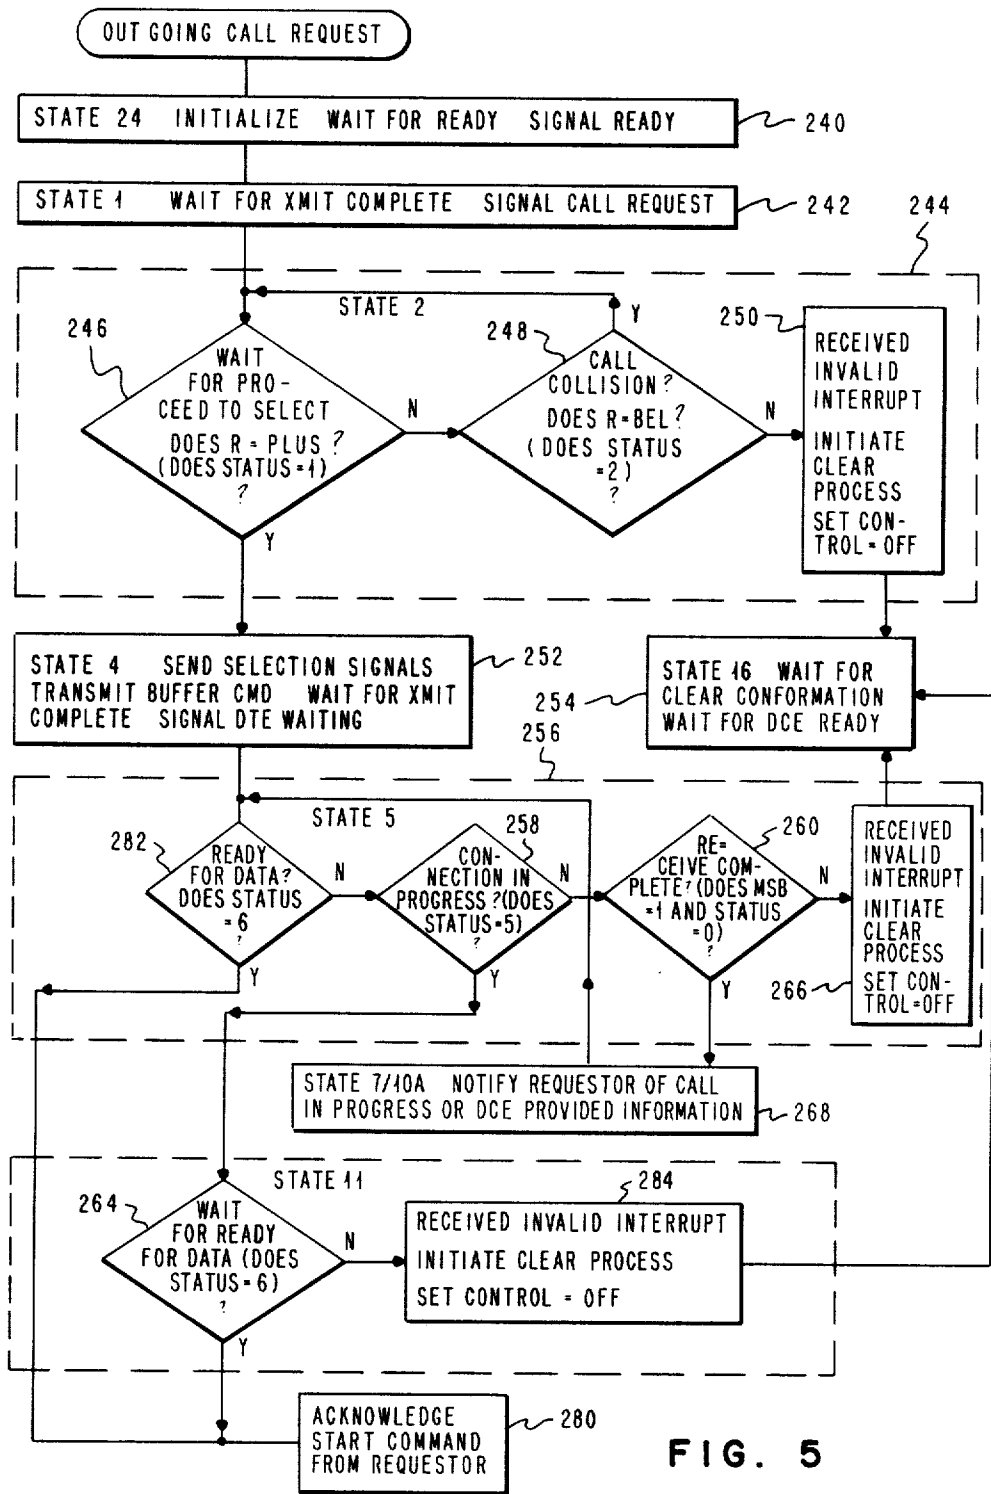 OUT GOING CALL REQUEST
STATE 24 INITIALIZE WAIT FOR READY SIGNAL READY
240
STATE 1 WAIT FOR XMIT COMPLETE SIGNAL CALL REQUEST
242
244
STATE 2
246
WAIT
FOR PRO-
CEED TO SELECT
DOES R = PLUS?
(DOES STATUS=1)
?
N
Y
248
CALL
COLLISION?
DOES R=BEL?
(DOES STATUS
=2)
?
Y
N
250
RECEIVED
INVALID
INTERRUPT
INITIATE
CLEAR
PROCESS
SET CON-
TROL = OFF
STATE 4 SEND SELECTION SIGNALS
TRANSMIT BUFFER CMD WAIT FOR XMIT
COMPLETE SIGNAL DTE WAITING
252
254
STATE 16 WAIT FOR
CLEAR CONFORMATION
WAIT FOR DCE READY
256
STATE 5
282
READY
FOR DATA?
DOES STATUS
=6
?
N
Y
258
CON-
NECTION IN
PROGRESS?(DOES
STATUS=5)
?
N
Y
260
RE=
CEIVE COM-
PLETE?(DOES MSB
=1 AND STATUS
=0)
?
N
Y
RECEIVED
INVALID
INTERRUPT
INITIATE
CLEAR
PROCESS
SET CON-
TROL=OFF
266
STATE 7/10A NOTIFY REQUESTOR OF CALL
IN PROGRESS OR DCE PROVIDED INFORMATION
268
STATE 11
264
WAIT
FOR READY
FOR DATA (DOES
STATUS=6)
?
N
Y
284
RECEIVED INVALID INTERRUPT
INITIATE CLEAR PROCESS
SET CONTROL = OFF
ACKNOWLEDGE
START COMMAND
FROM REQUESTOR
280
FIG. 5